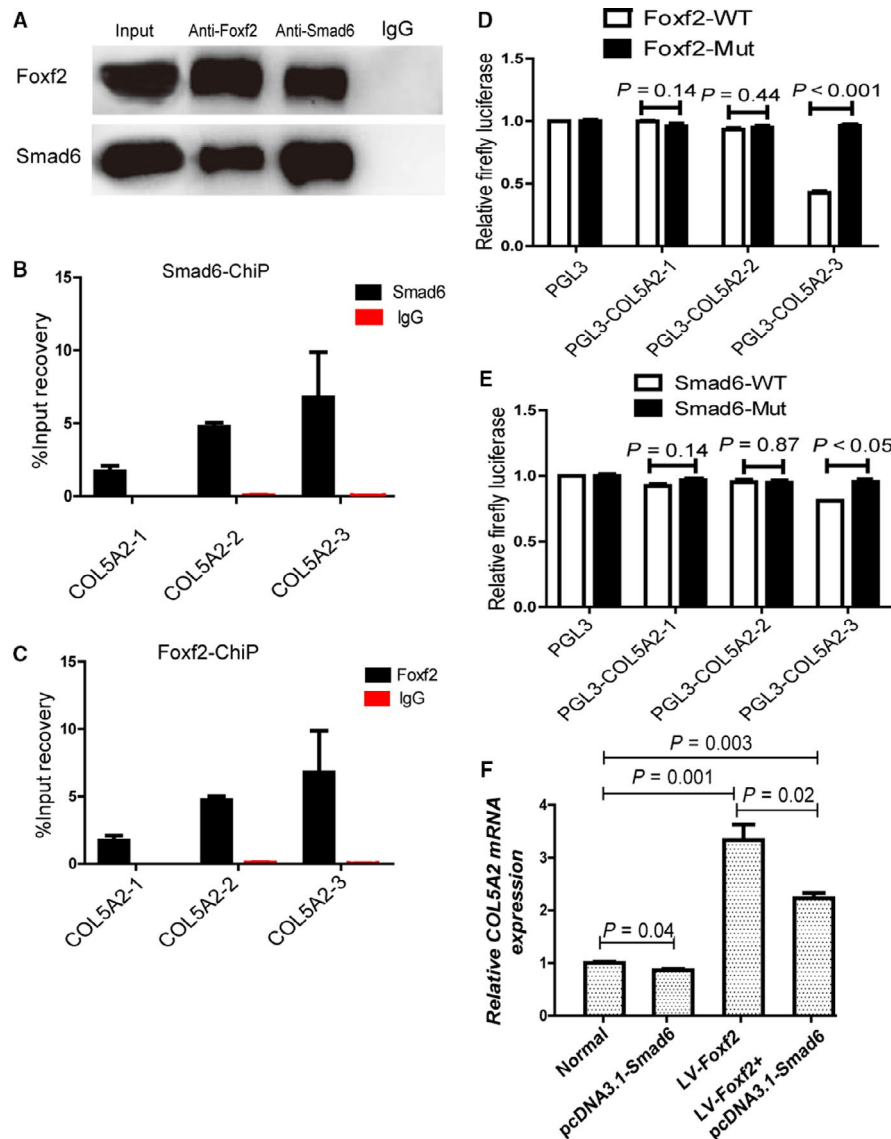 A
Input Anti-Foxf2 Anti-Smad6 IgG
Foxf2
Smad6
B
Smad6-ChiP
Smad6
IgG
%Input recovery
15
10
5
0
COL5A2-1
COL5A2-2
COL5A2-3
C
Foxf2-ChiP
Foxf2
IgG
%Input recovery
15
10
5
0
COL5A2-1
COL5A2-2
COL5A2-3
D
Foxf2-WT
Foxf2-Mut
Relative firefly luciferase
1.5
1.0
0.5
0.0
P = 0.14
P = 0.44
P < 0.001
PGL3
PGL3-COL5A2-1
PGL3-COL5A2-2
PGL3-COL5A2-3
E
Smad6-WT
Smad6-Mut
Relative firefly luciferase
1.5
1.0
0.5
0.0
P = 0.14
P = 0.87
P < 0.05
PGL3
PGL3-COL5A2-1
PGL3-COL5A2-2
PGL3-COL5A2-3
F
Relative COL5A2 mRNA
expression
4
3
2
1
0
P = 0.003
P = 0.001
P = 0.02
P = 0.04
Normal
pcDNA3.1-Smad6
LV-Foxf2
LV-Foxf2+
pcDNA3.1-Smad6